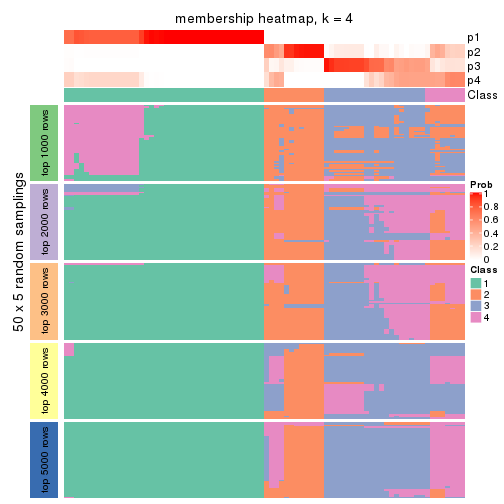 membership heatmap, k = 4
p1
p2
p3
p4
Class
50 x 5 random samplings
top 1000 rows
top 2000 rows
top 3000 rows
top 4000 rows
top 5000 rows
Prob
1
0.8
0.6
0.4
0.2
0
Class
1
2
3
4